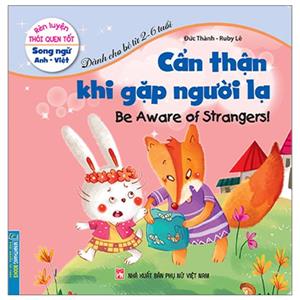 Rèn luyện
THÓI QUEN TỐT
Song ngữ
Anh - Việt
Dành cho bé từ 2-6 tuổi
Đức Thành - Ruby Lê
Cẩn thận
khi gặp người lạ
Be Aware of Strangers!
NHÀ XUẤT BẢN PHỤ NỮ VIỆT NAM